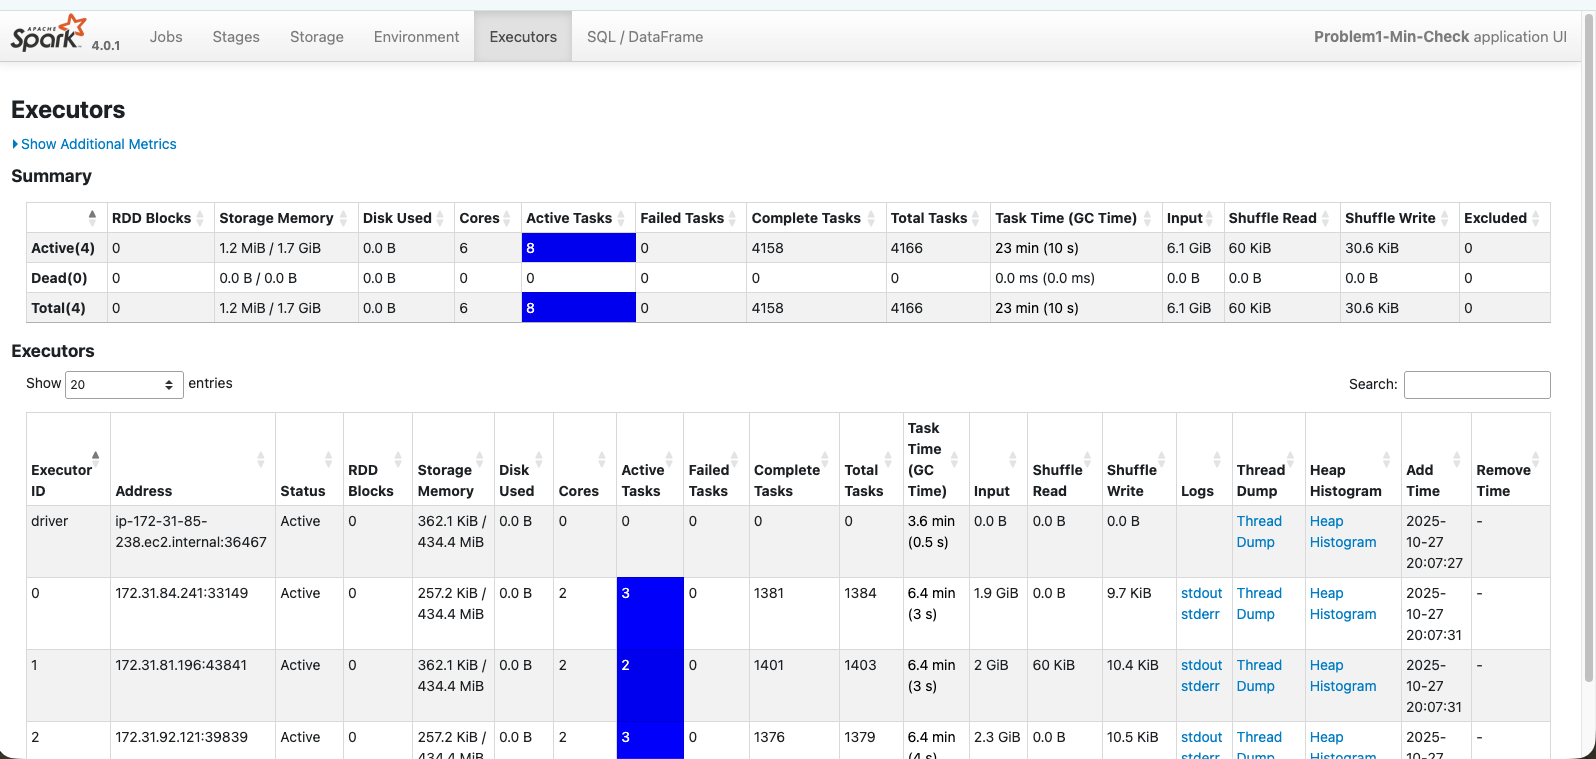 APACHE Spark 4.0.1 Jobs Stages Storage Environment Executors SQL / DataFrame Problem1-Min-Check application UI
Executors
Show Additional Metrics
Summary
RDD Blocks Storage Memory Disk Used Cores Active Tasks Failed Tasks Complete Tasks Total Tasks Task Time (GC Time) Input Shuffle Read Shuffle Write Excluded
Active(4) 0 1.2 MiB / 1.7 GiB 0.0 B 6 8 0 4158 4166 23 min (10 s) 6.1 GiB 60 KiB 30.6 KiB 0
Dead(0) 0 0.0 B / 0.0 B 0.0 B 0 0 0 0 0 0.0 ms (0.0 ms) 0.0 B 0.0 B 0.0 B 0
Total(4) 0 1.2 MiB / 1.7 GiB 0.0 B 6 8 0 4158 4166 23 min (10 s) 6.1 GiB 60 KiB 30.6 KiB 0
Executors
Show 20 entries Search:
Task
Time
Executor RDD Storage Disk Active Failed Complete Total (GC Shuffle Shuffle Thread Heap Add Remove
ID Address Status Blocks Memory Used Cores Tasks Tasks Tasks Tasks Time) Input Read Write Logs Dump Histogram Time Time
driver ip-172-31-85- Active 0 362.1 KiB / 0.0 B 0 0 0 0 0 3.6 min 0.0 B 0.0 B 0.0 B Thread Heap 2025- -
238.ec2.internal:36467 434.4 MiB (0.5 s) Dump Histogram 10-27
20:07:27
0 172.31.84.241:33149 Active 0 257.2 KiB / 0.0 B 2 3 0 1381 1384 6.4 min 1.9 GiB 0.0 B 9.7 KiB stdout Thread Heap 2025- -
434.4 MiB (3 s) stderr Dump Histogram 10-27
20:07:31
1 172.31.81.196:43841 Active 0 362.1 KiB / 0.0 B 2 2 0 1401 1403 6.4 min 2 GiB 60 KiB 10.4 KiB stdout Thread Heap 2025- -
434.4 MiB (3 s) stderr Dump Histogram 10-27
20:07:31
2 172.31.92.121:39839 Active 0 257.2 KiB / 0.0 B 2 3 0 1376 1379 6.4 min 2.3 GiB 0.0 B 10.5 KiB stdout Thread Heap 2025- -
434.4 MiB (4 s) stderr Dump Histogram 10-27